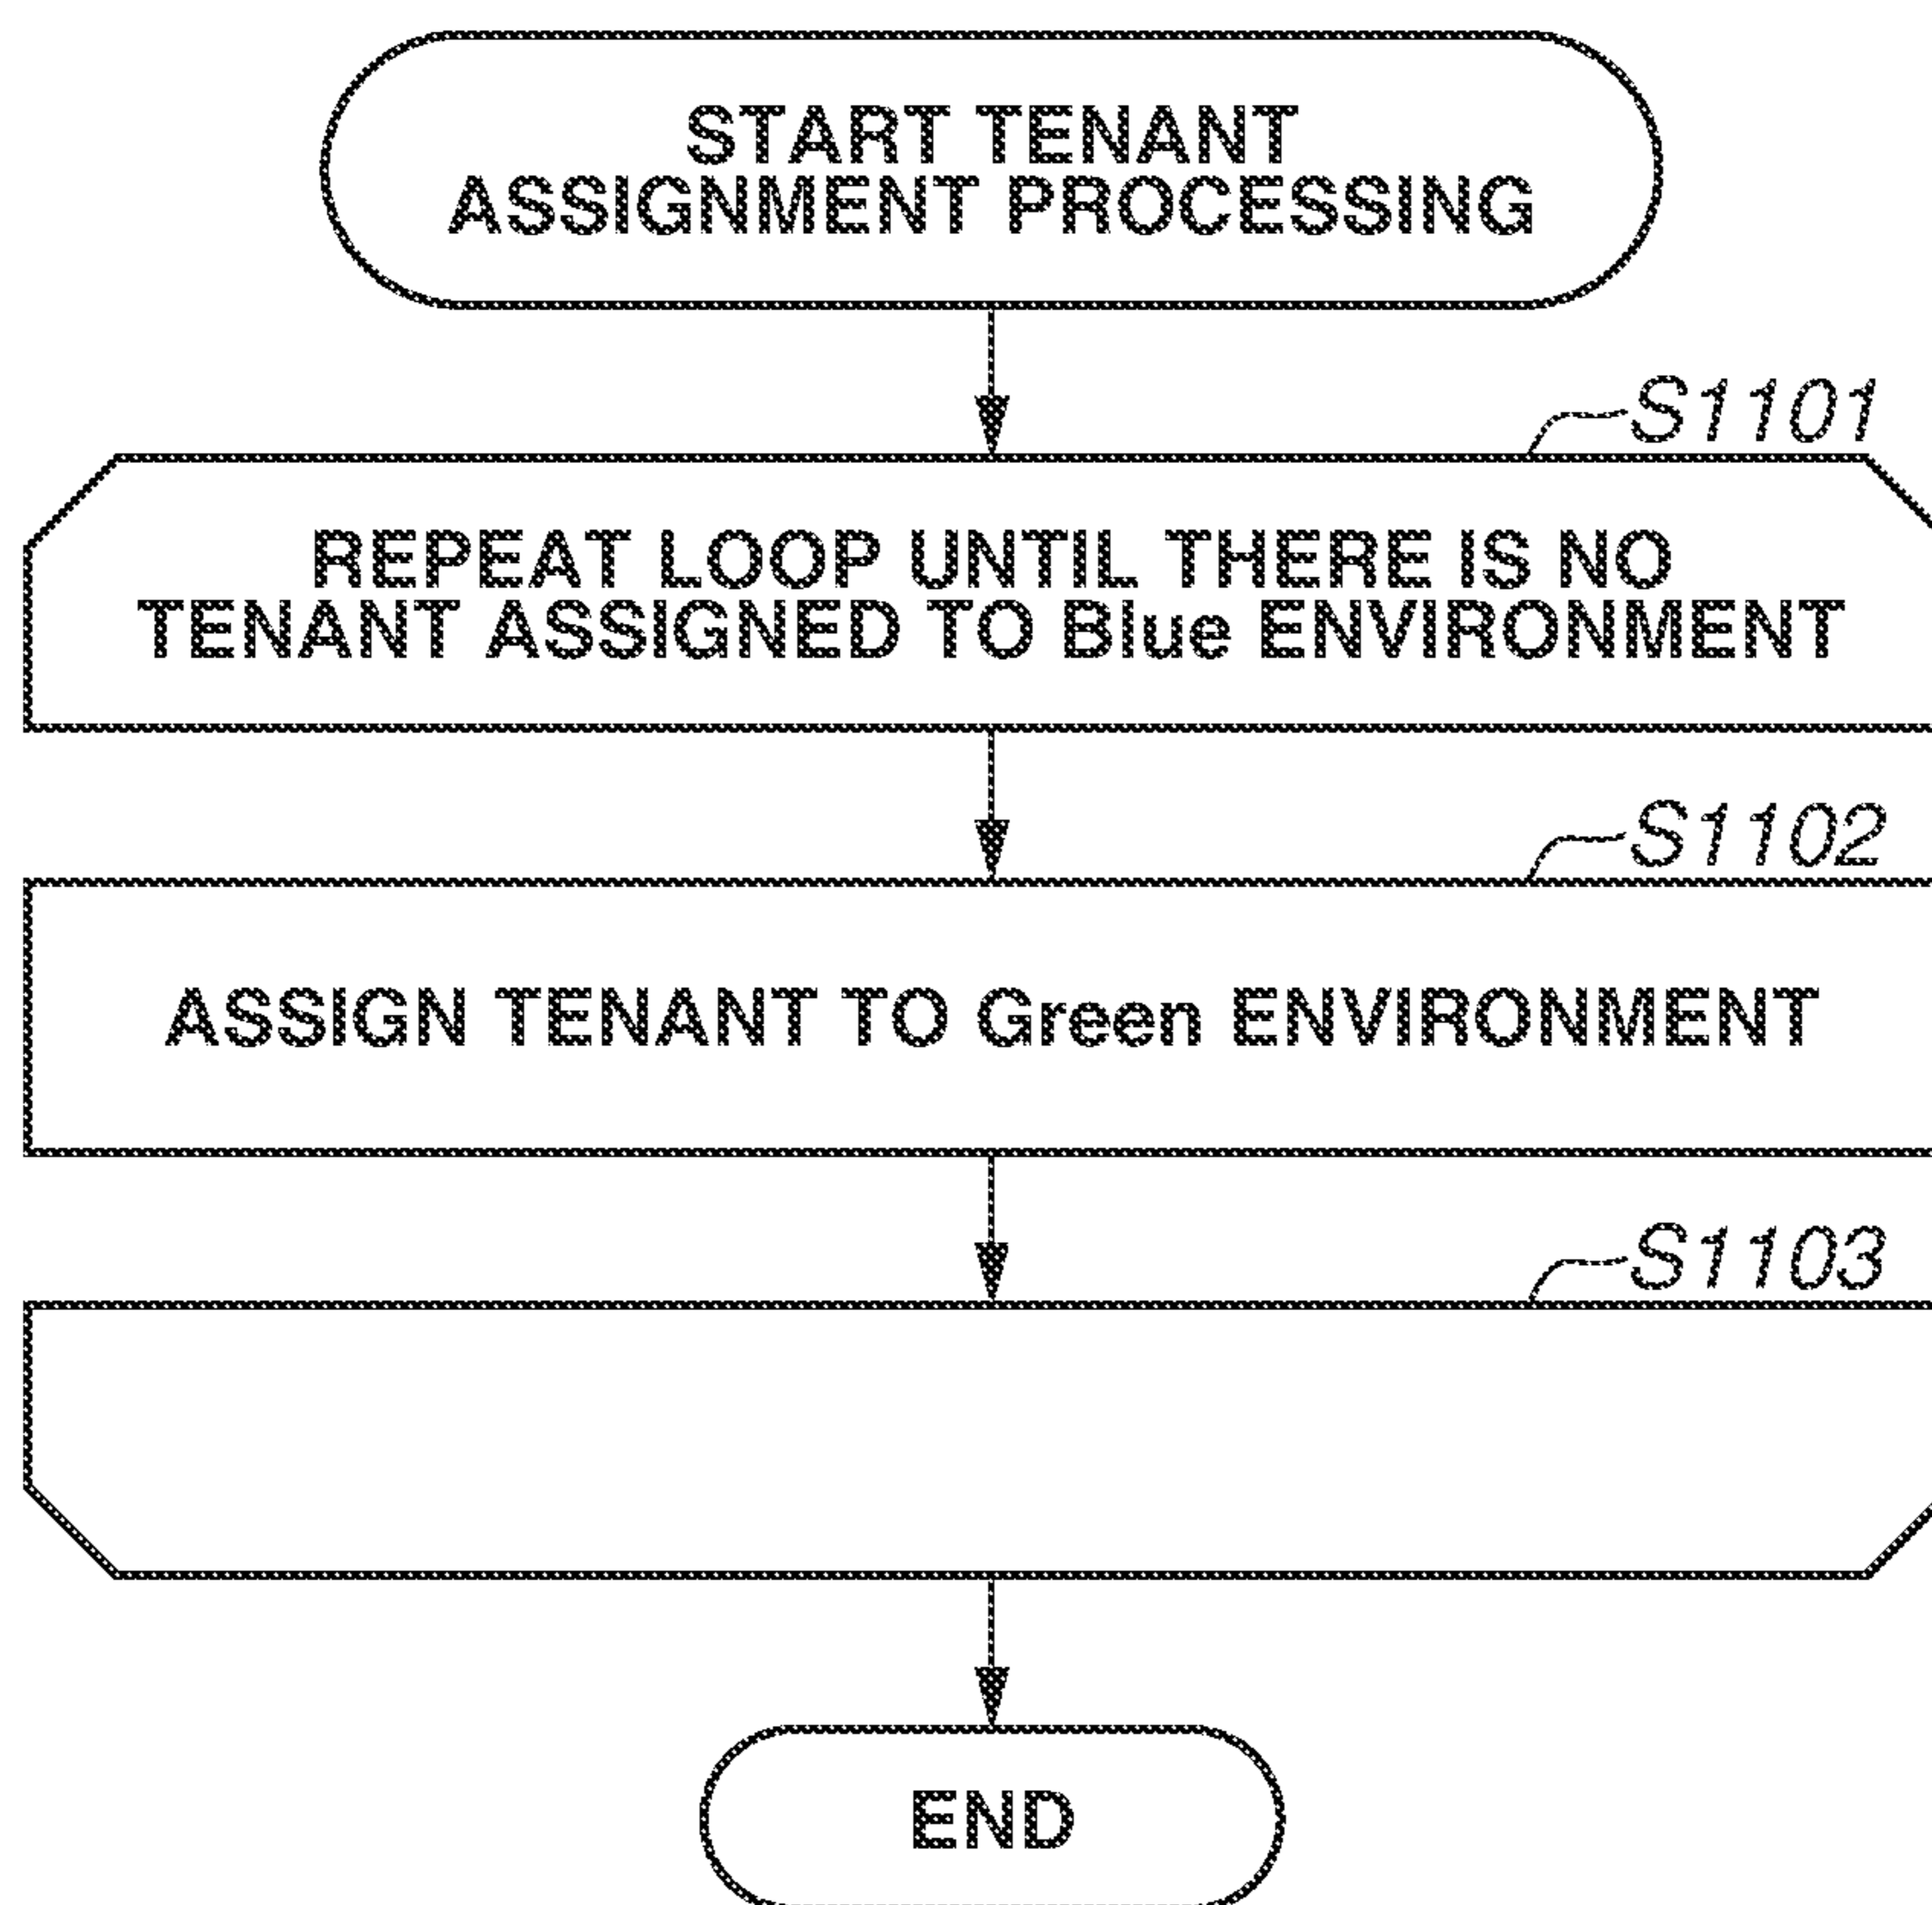 START TENANT
ASSIGNMENT PROCESSING
S1101
REPEAT LOOP UNTIL THERE IS NO
TENANT ASSIGNED TO Blue ENVIRONMENT
S1102
ASSIGN TENANT TO Green ENVIRONMENT
S1103
END